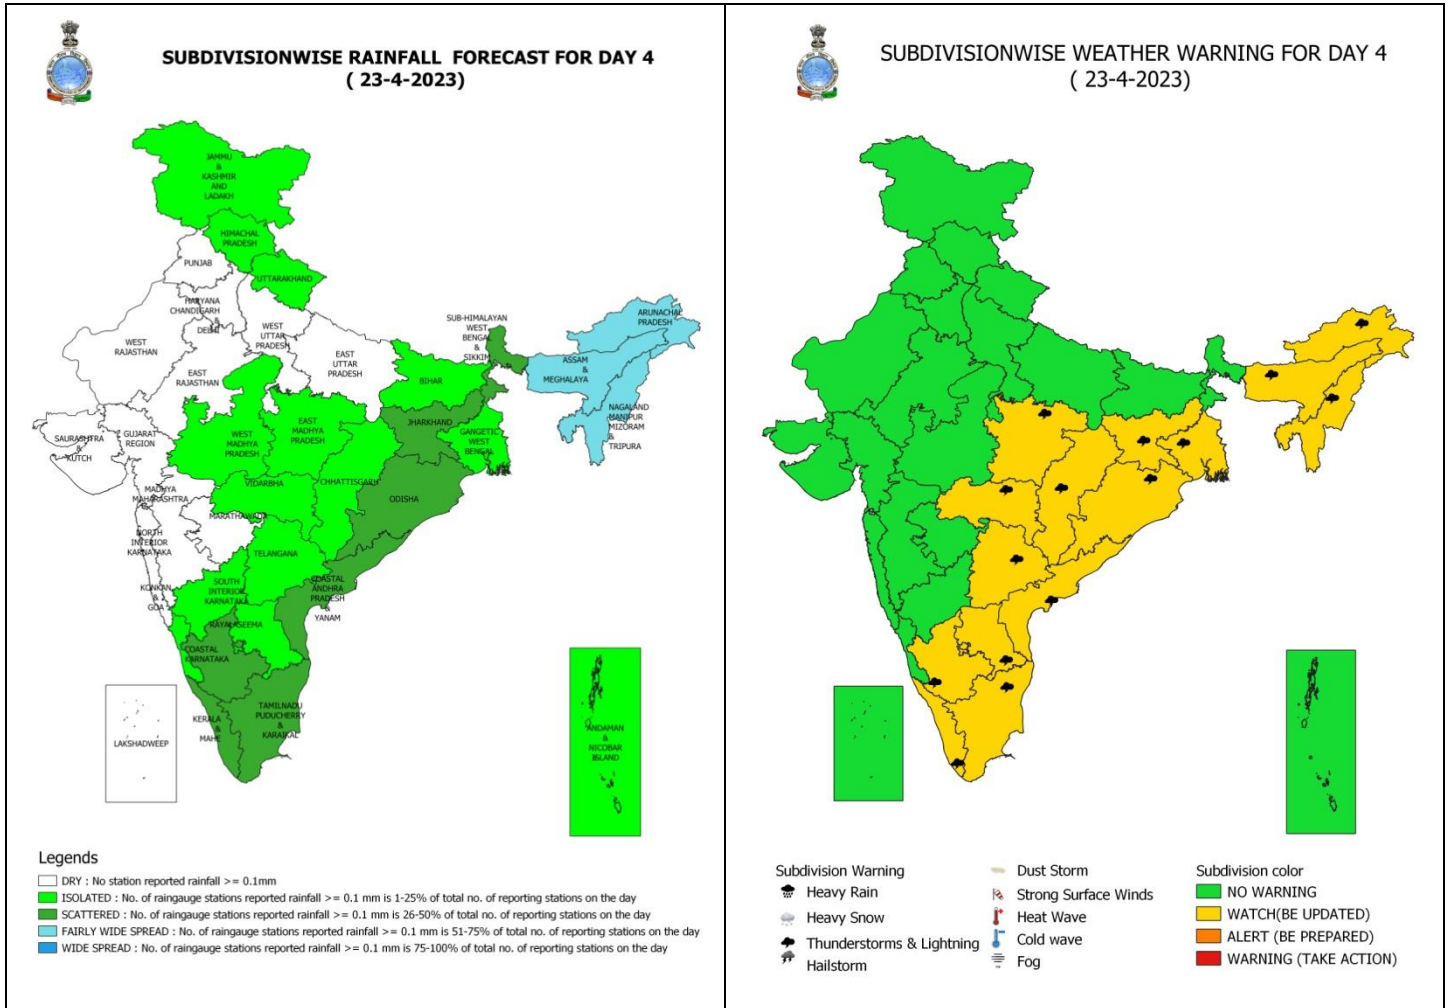 SUBDIVISIONWISE RAINFALL FORECAST FOR DAY 4
( 23-4-2023)
JAMMU
&
KASHMIR
AND
LADAKH
HIMACHAL
PRADESH
PUNJAB
UTTARAKHAND
HARYANA
CHANDIGARH
&
DELHI
WEST
RAJASTHAN
WEST
UTTAR
PRADESH
EAST
UTTAR
PRADESH
EAST
RAJASTHAN
SUB-HIMALAYAN
WEST
BENGAL
&
SIKKIM
ARUNACHAL
PRADESH
ASSAM
&
MEGHALAYA
NAGALAND
MANIPUR
MIZORAM
&
TRIPURA
BIHAR
JHARKHAND
GANGETIC
WEST
BENGAL
SAURASHTRA
&
KUTCH
GUJARAT
REGION
WEST
MADHYA
PRADESH
EAST
MADHYA
PRADESH
VIDARBHA
CHHATTISGARH
ODISHA
MADHYA
MAHARASHTRA
MARATHAWADA
NORTH
INTERIOR
KARNATAKA
TELANGANA
KONKAN
&
GOA
SOUTH
INTERIOR
KARNATAKA
COASTAL
ANDHRA
PRADESH
&
YANAM
RAYALASEEMA
COASTAL
KARNATAKA
KERALA
&
MAHE
TAMILNADU
PUDUCHERRY
&
KARAIKAL
LAKSHADWEEP
ANDAMAN
&
NICOBAR
ISLAND
Legends
DRY : No station reported rainfall >= 0.1mm
ISOLATED : No. of raingauge stations reported rainfall >= 0.1 mm is 1-25% of total no. of reporting stations on the day
SCATTERED : No. of raingauge stations reported rainfall >= 0.1 mm is 26-50% of total no. of reporting stations on the day
FAIRLY WIDE SPREAD : No. of raingauge stations reported rainfall >= 0.1 mm is 51-75% of total no. of reporting stations on the day
WIDE SPREAD : No. of raingauge stations reported rainfall >= 0.1 mm is 75-100% of total no. of reporting stations on the day
SUBDIVISIONWISE WEATHER WARNING FOR DAY 4
( 23-4-2023)
Subdivision Warning
Heavy Rain
Heavy Snow
Thunderstorms & Lightning
Hailstorm
Dust Storm
Strong Surface Winds
Heat Wave
Cold wave
Fog
Subdivision color
NO WARNING
WATCH(BE UPDATED)
ALERT (BE PREPARED)
WARNING (TAKE ACTION)